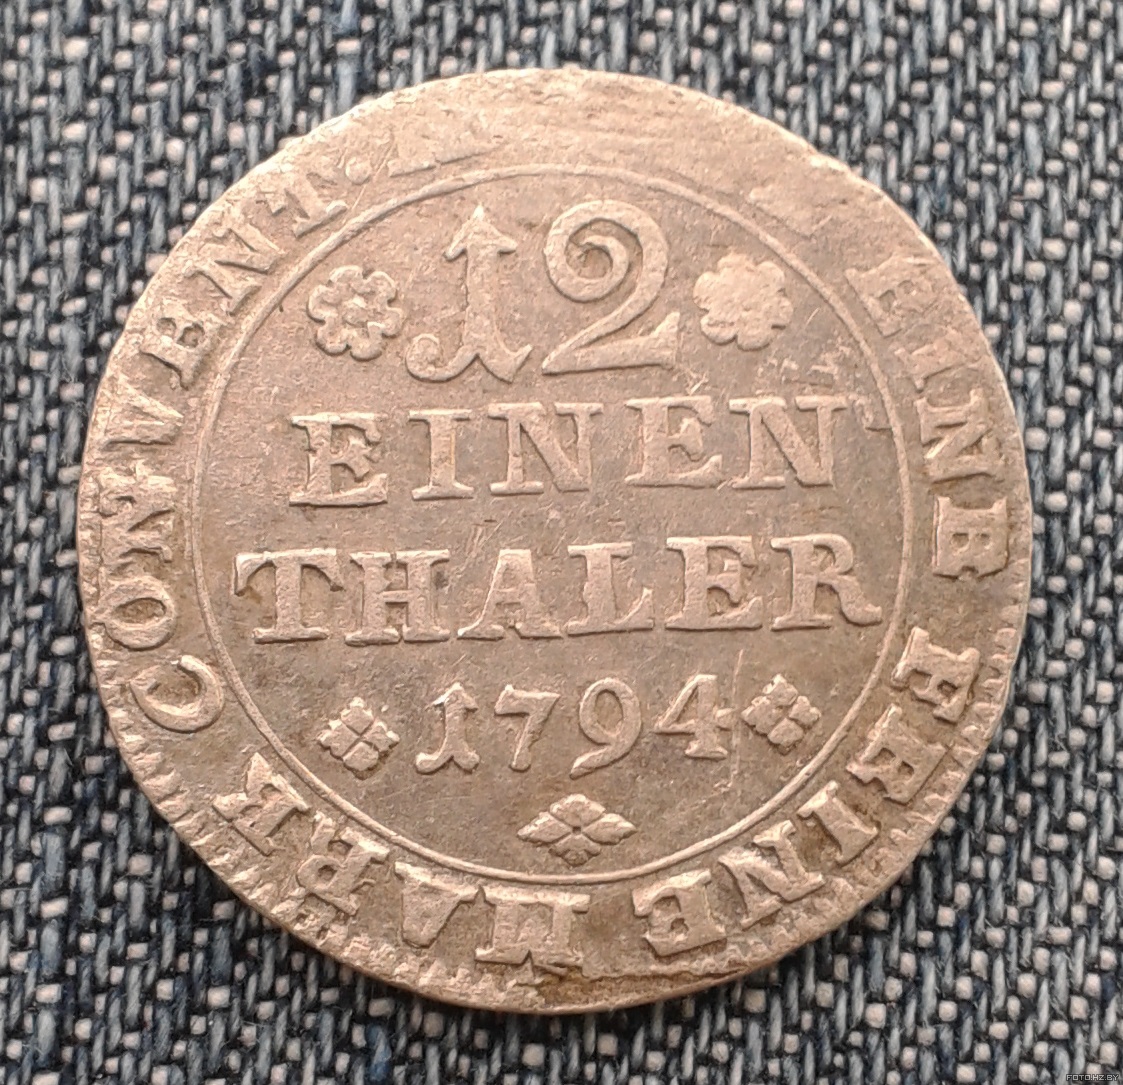 12
EINEN
THALER
1794
EINE FEINE MARK CONVENT.
FOTO.HZ.BY